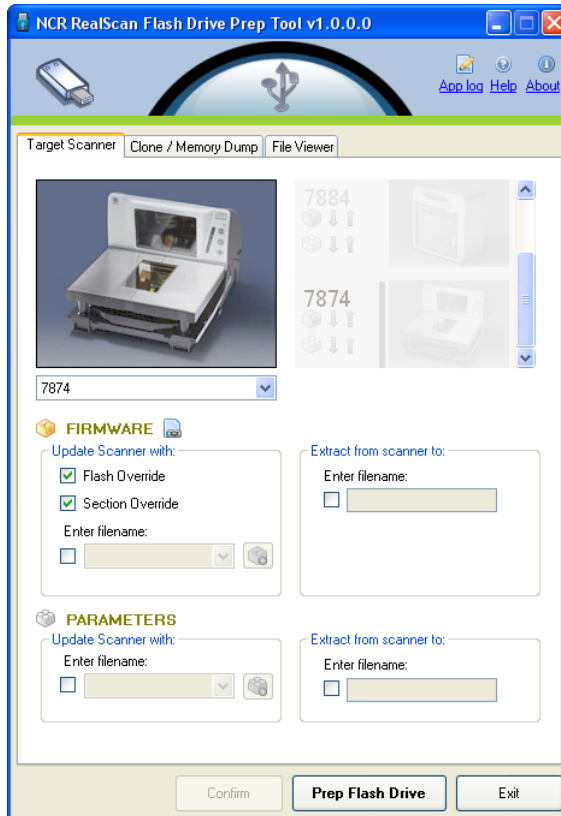 NCR RealScan Flash Drive Prep Tool v1.0.0.0
App log Help About
Target Scanner Clone / Memory Dump File Viewer
7884
7874
7874
FIRMWARE
Update Scanner with:
Flash Override
Section Override
Enter filename:
Extract from scanner to:
Enter filename:
PARAMETERS
Update Scanner with:
Enter filename:
Extract from scanner to:
Enter filename:
Confirm Prep Flash Drive Exit